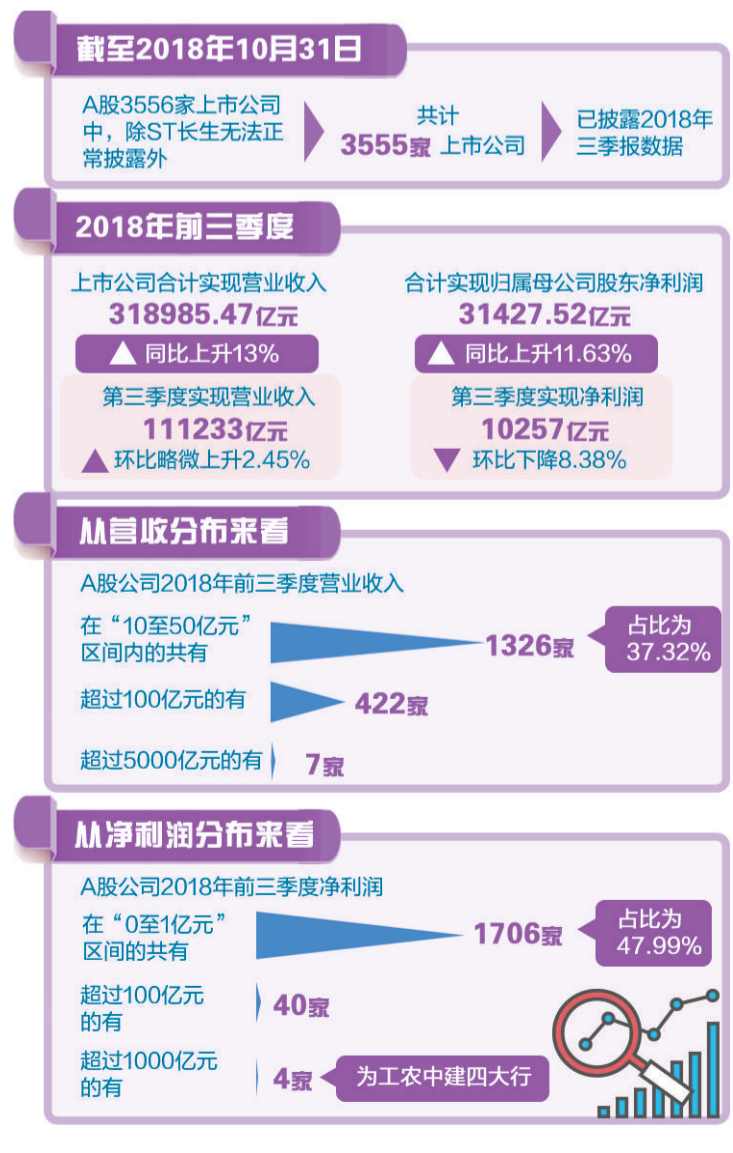 截至2018年10月31日
A股3556家上市公司
中，除ST长生无法正
常披露外
共计
3555家 上市公司
已披露2018年
三季报数据
2018年前三季度
上市公司合计实现营业收入
318985.47亿元
同比上升13%
第三季度实现营业收入
111233亿元
环比略微上升2.45%
合计实现归属母公司股东净利润
31427.52亿元
同比上升11.63%
第三季度实现净利润
10257亿元
环比下降8.38%
从营收分布来看
A股公司2018年前三季度营业收入
在“10至50亿元”
区间内的共有
1326家
占比为
37.32%
超过100亿元的有
422家
超过5000亿元的有
7家
从净利润分布来看
A股公司2018年前三季度净利润
在“0至1亿元”
区间的共有
1706家
占比为
47.99%
超过100亿元
的有
40家
超过1000亿元
的有
4家
为工农中建四大行